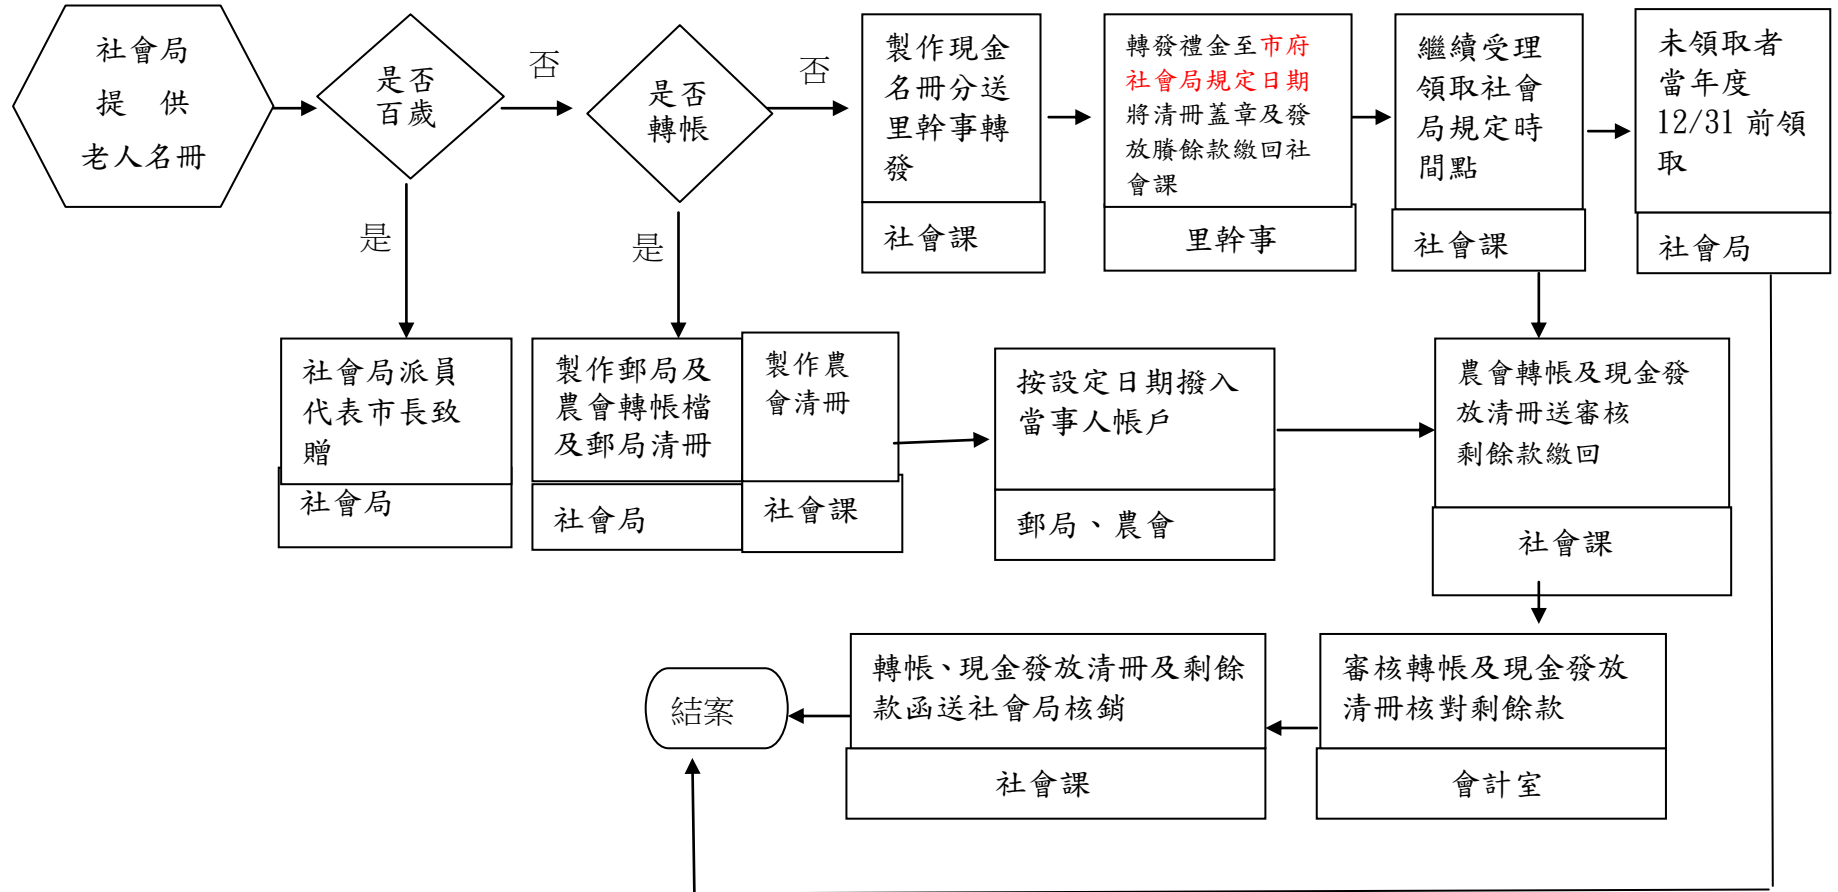 社會局
提 供
老人名冊
是否
百歲
否
是
是否
轉帳
否
是
製作現金
名冊分送
里幹事轉
發
社會課
轉發禮金至市府
社會局規定日期
將清冊蓋章及發
放賸餘款繳回社
會課
里幹事
繼續受理
領取社會
局規定時
間點
社會課
未領取者
當年度
12/31 前領
取
社會局
社會局派員
代表市長致
贈
社會局
製作郵局及
農會轉帳檔
及郵局清冊
社會局
製作農
會清冊
社會課
按設定日期撥入
當事人帳戶
郵局、農會
農會轉帳及現金發
放清冊送審核
剩餘款繳回
社會課
審核轉帳及現金發放
清冊核對剩餘款
會計室
轉帳、現金發放清冊及剩餘
款函送社會局核銷
社會課
結案